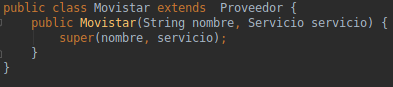 public class Movistar extends  Proveedor {
    public Movistar(String nombre, Servicio servicio) {
        super(nombre, servicio);
    }
}